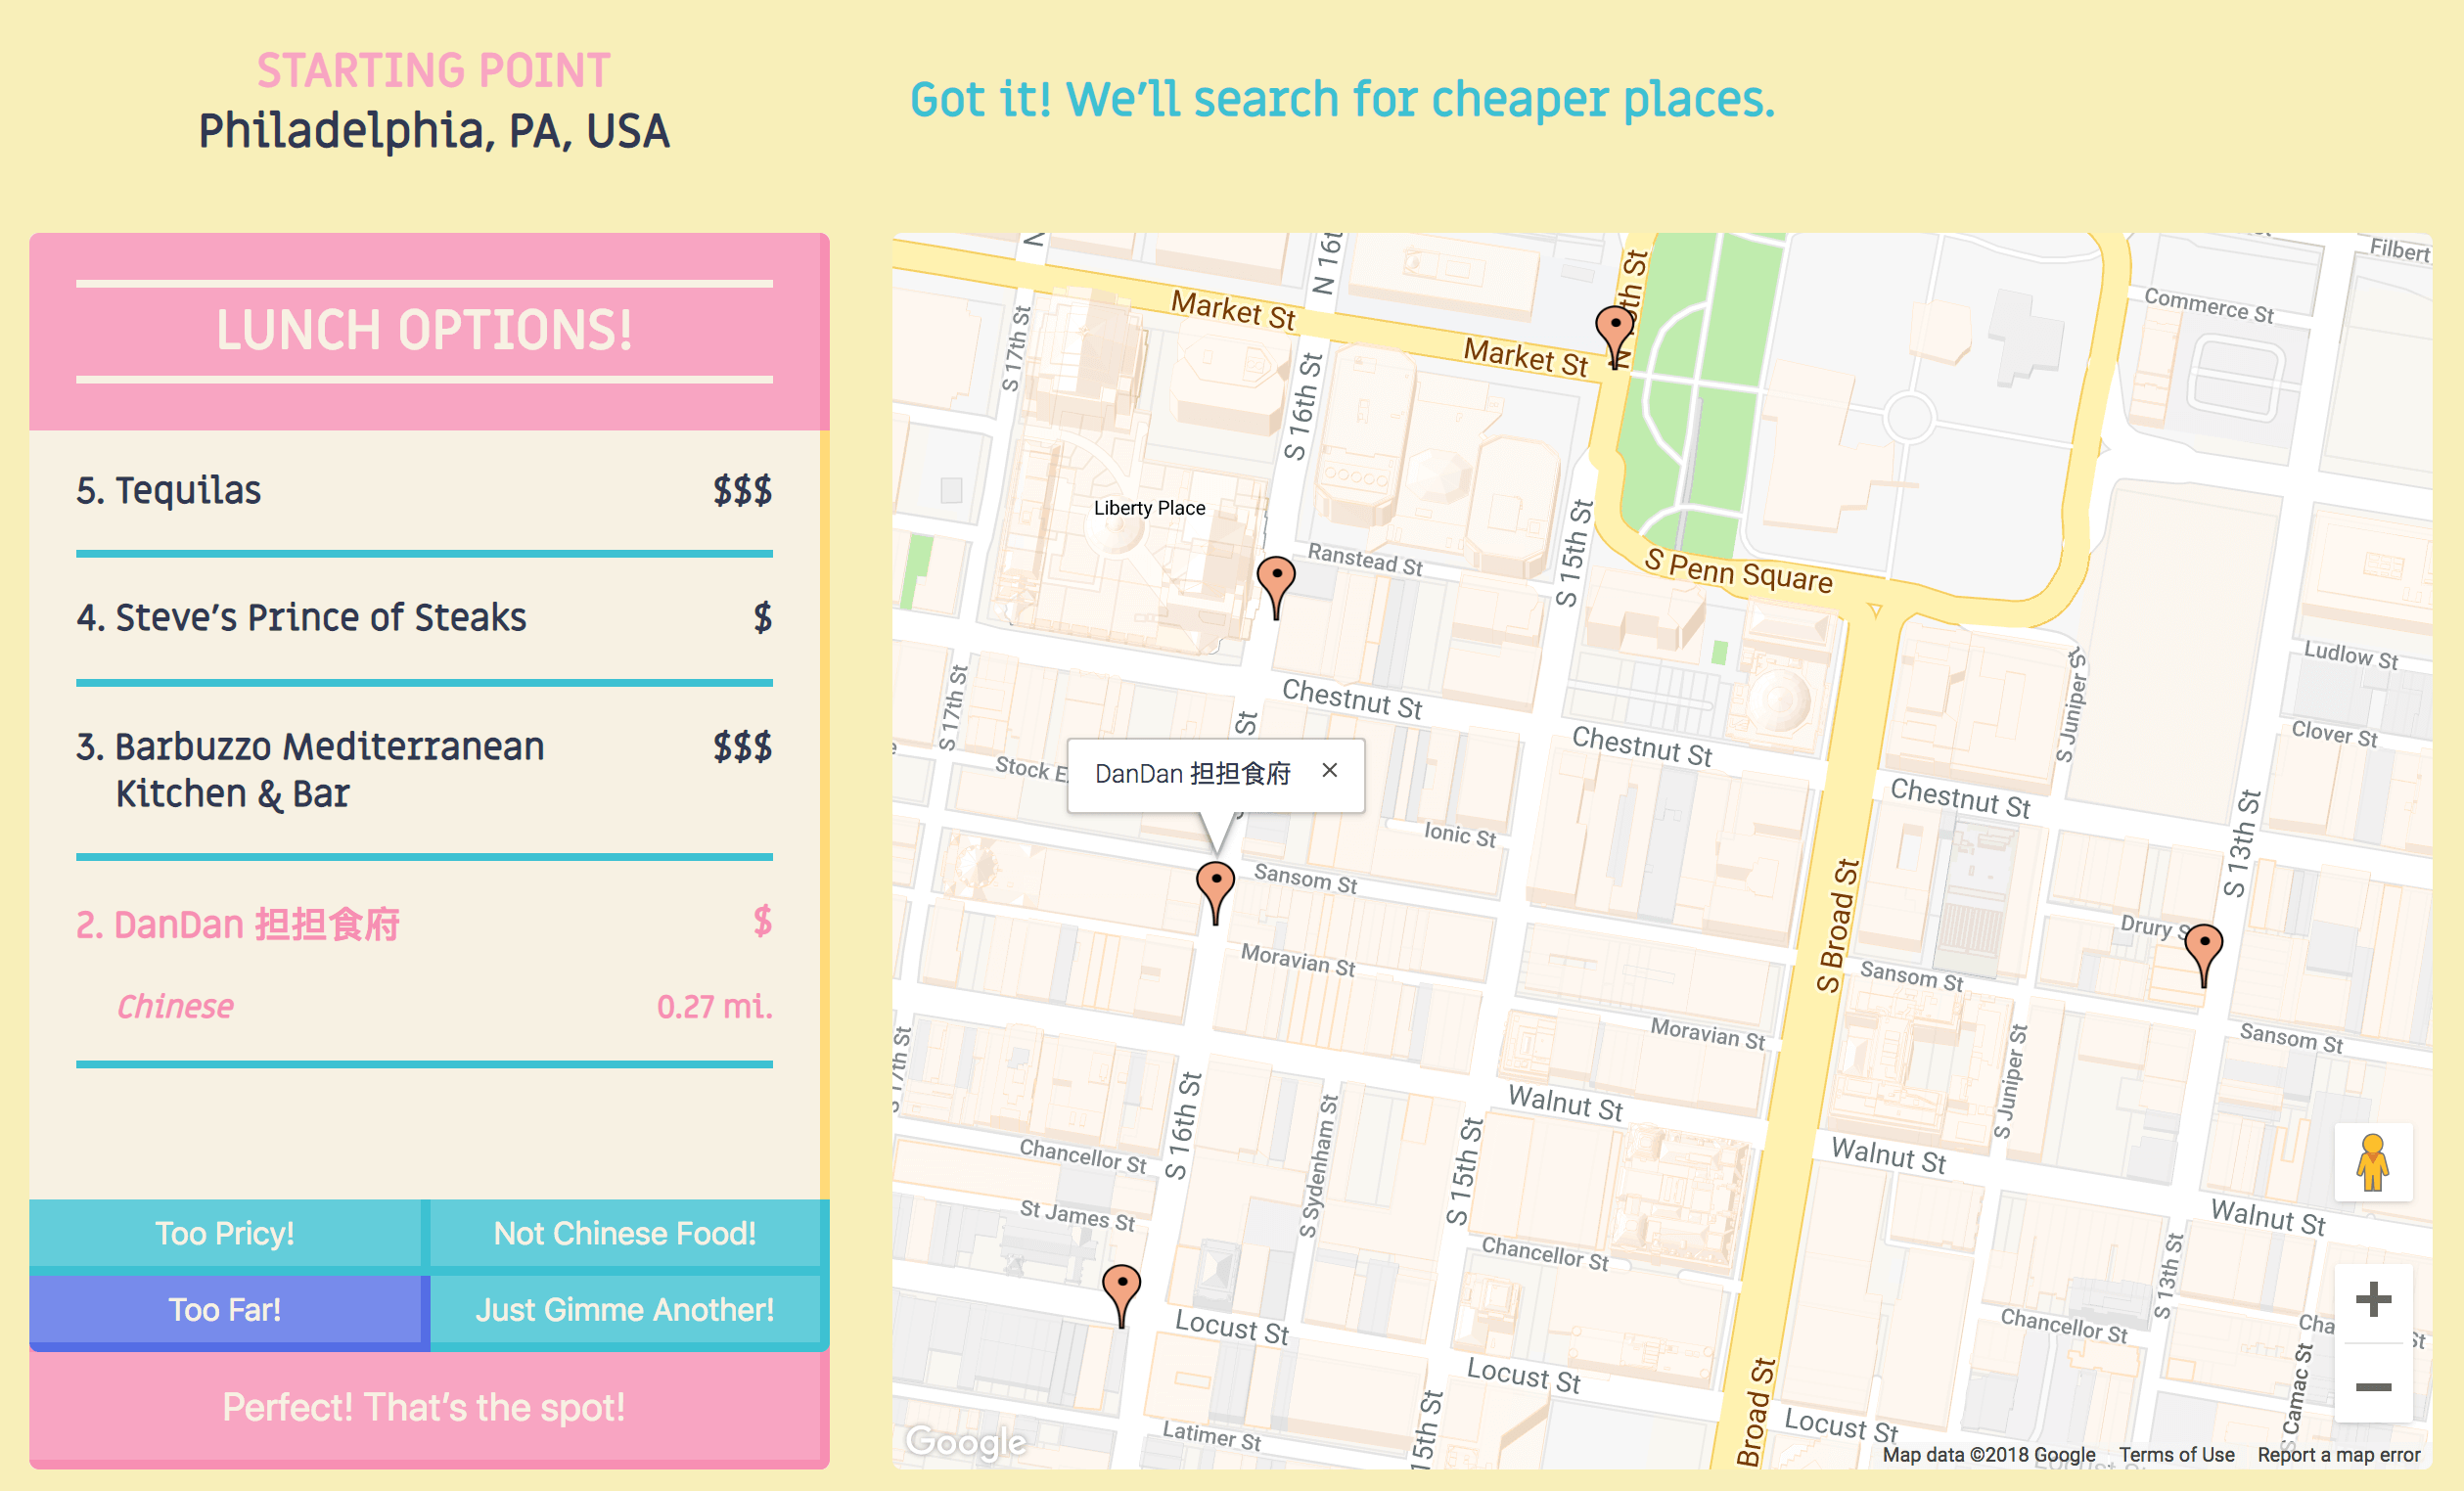 STARTING POINT
Philadelphia, PA, USA
Got it! We'll search for cheaper places.
LUNCH OPTIONS!
5. Tequilas $$$
4. Steve's Prince of Steaks $
3. Barbuzzo Mediterranean $$$
Kitchen & Bar
2. DanDan 担担食府 $
Chinese 0.27 mi.
Too Pricy!
Not Chinese Food!
Too Far!
Just Gimme Another!
Perfect! That's the spot!
N 16t
Filbert
Commerce St
Market St
Market St
S 17th St
S 16th St
Liberty Place
Ranstead St
S 15th St
S Penn Square
Ludlow St
S Juniper St
Clover St
S 17th St
Chestnut St
Chestnut St
Chestnut St
St
Stock E
DanDan 担担食府
Ionic St
S 13th St
Sansom St
S Broad St
Drury S
Moravian St
Sansom St
Moravian St
Sansom St
S 17th St
S 16th St
S Sydenham St
S 15th St
Walnut St
S Juniper St
Walnut St
Walnut St
Chancellor St
St James St
Chancellor St
S 13th St
Chancellor St
Cha
St
Locust St
Locust St
Locust St
Broad St
S Camac St
15th St
Latimer St
Google
Map data ©2018 Google
Terms of Use
Report a map error